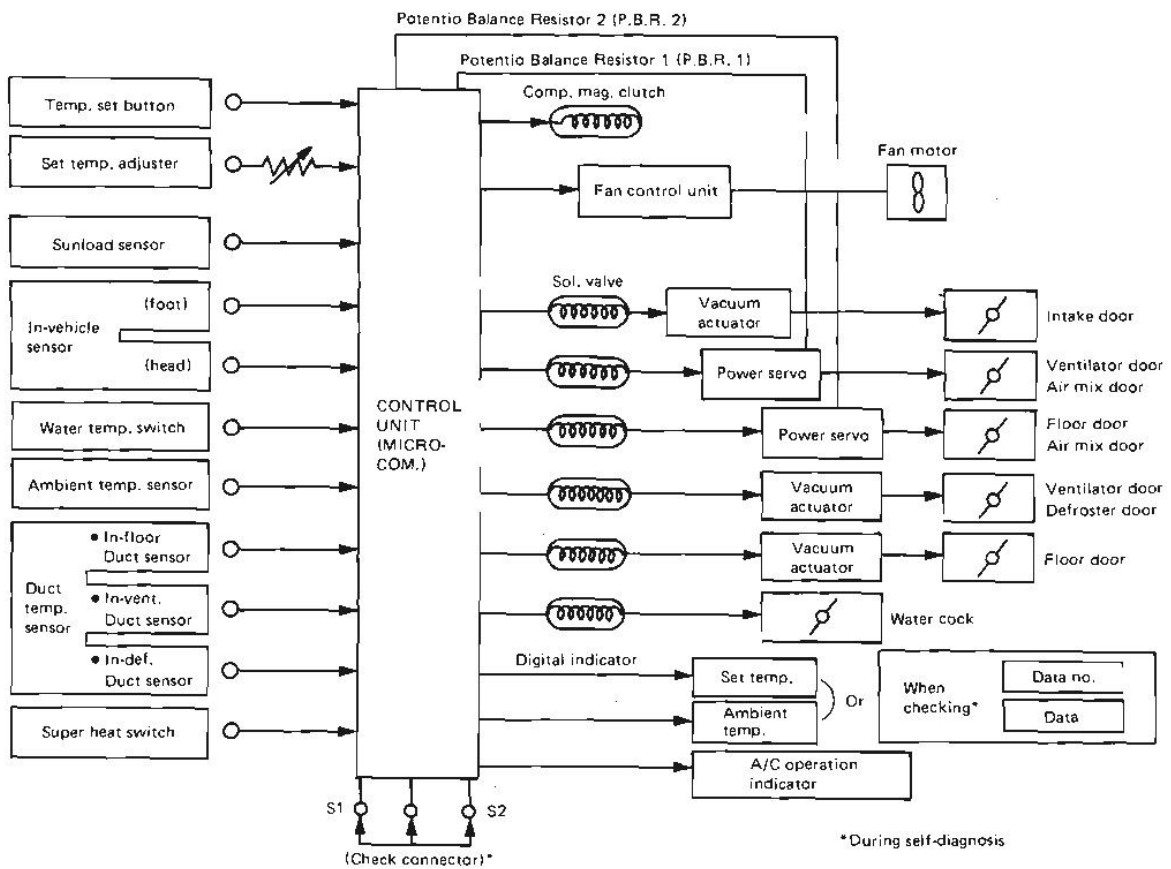 Potentio Balance Resistor 2 (P.B.R. 2)
Potentio Balance Resistor 1 (P.B.R. 1)
Temp. set button
Set temp. adjuster
Sunload sensor
In-vehicle
sensor
(foot)
(head)
Water temp. switch
Ambient temp. sensor
Duct
temp.
sensor
• In-floor
Duct sensor
• In-vent.
Duct sensor
• In-def.
Duct sensor
Super heat switch
CONTROL
UNIT
(MICRO-
COM.)
S1
S2
(Check connector)*
Comp. mag. clutch
Fan control unit
Fan motor
Sol. valve
Vacuum
actuator
Intake door
Power servo
Ventilator door
Air mix door
Power servo
Floor door
Air mix door
Vacuum
actuator
Ventilator door
Defroster door
Vacuum
actuator
Floor door
Water cock
Digital indicator
Set temp.
Ambient
temp.
Or
When
checking*
Data no.
Data
A/C operation
indicator
*During self-diagnosis